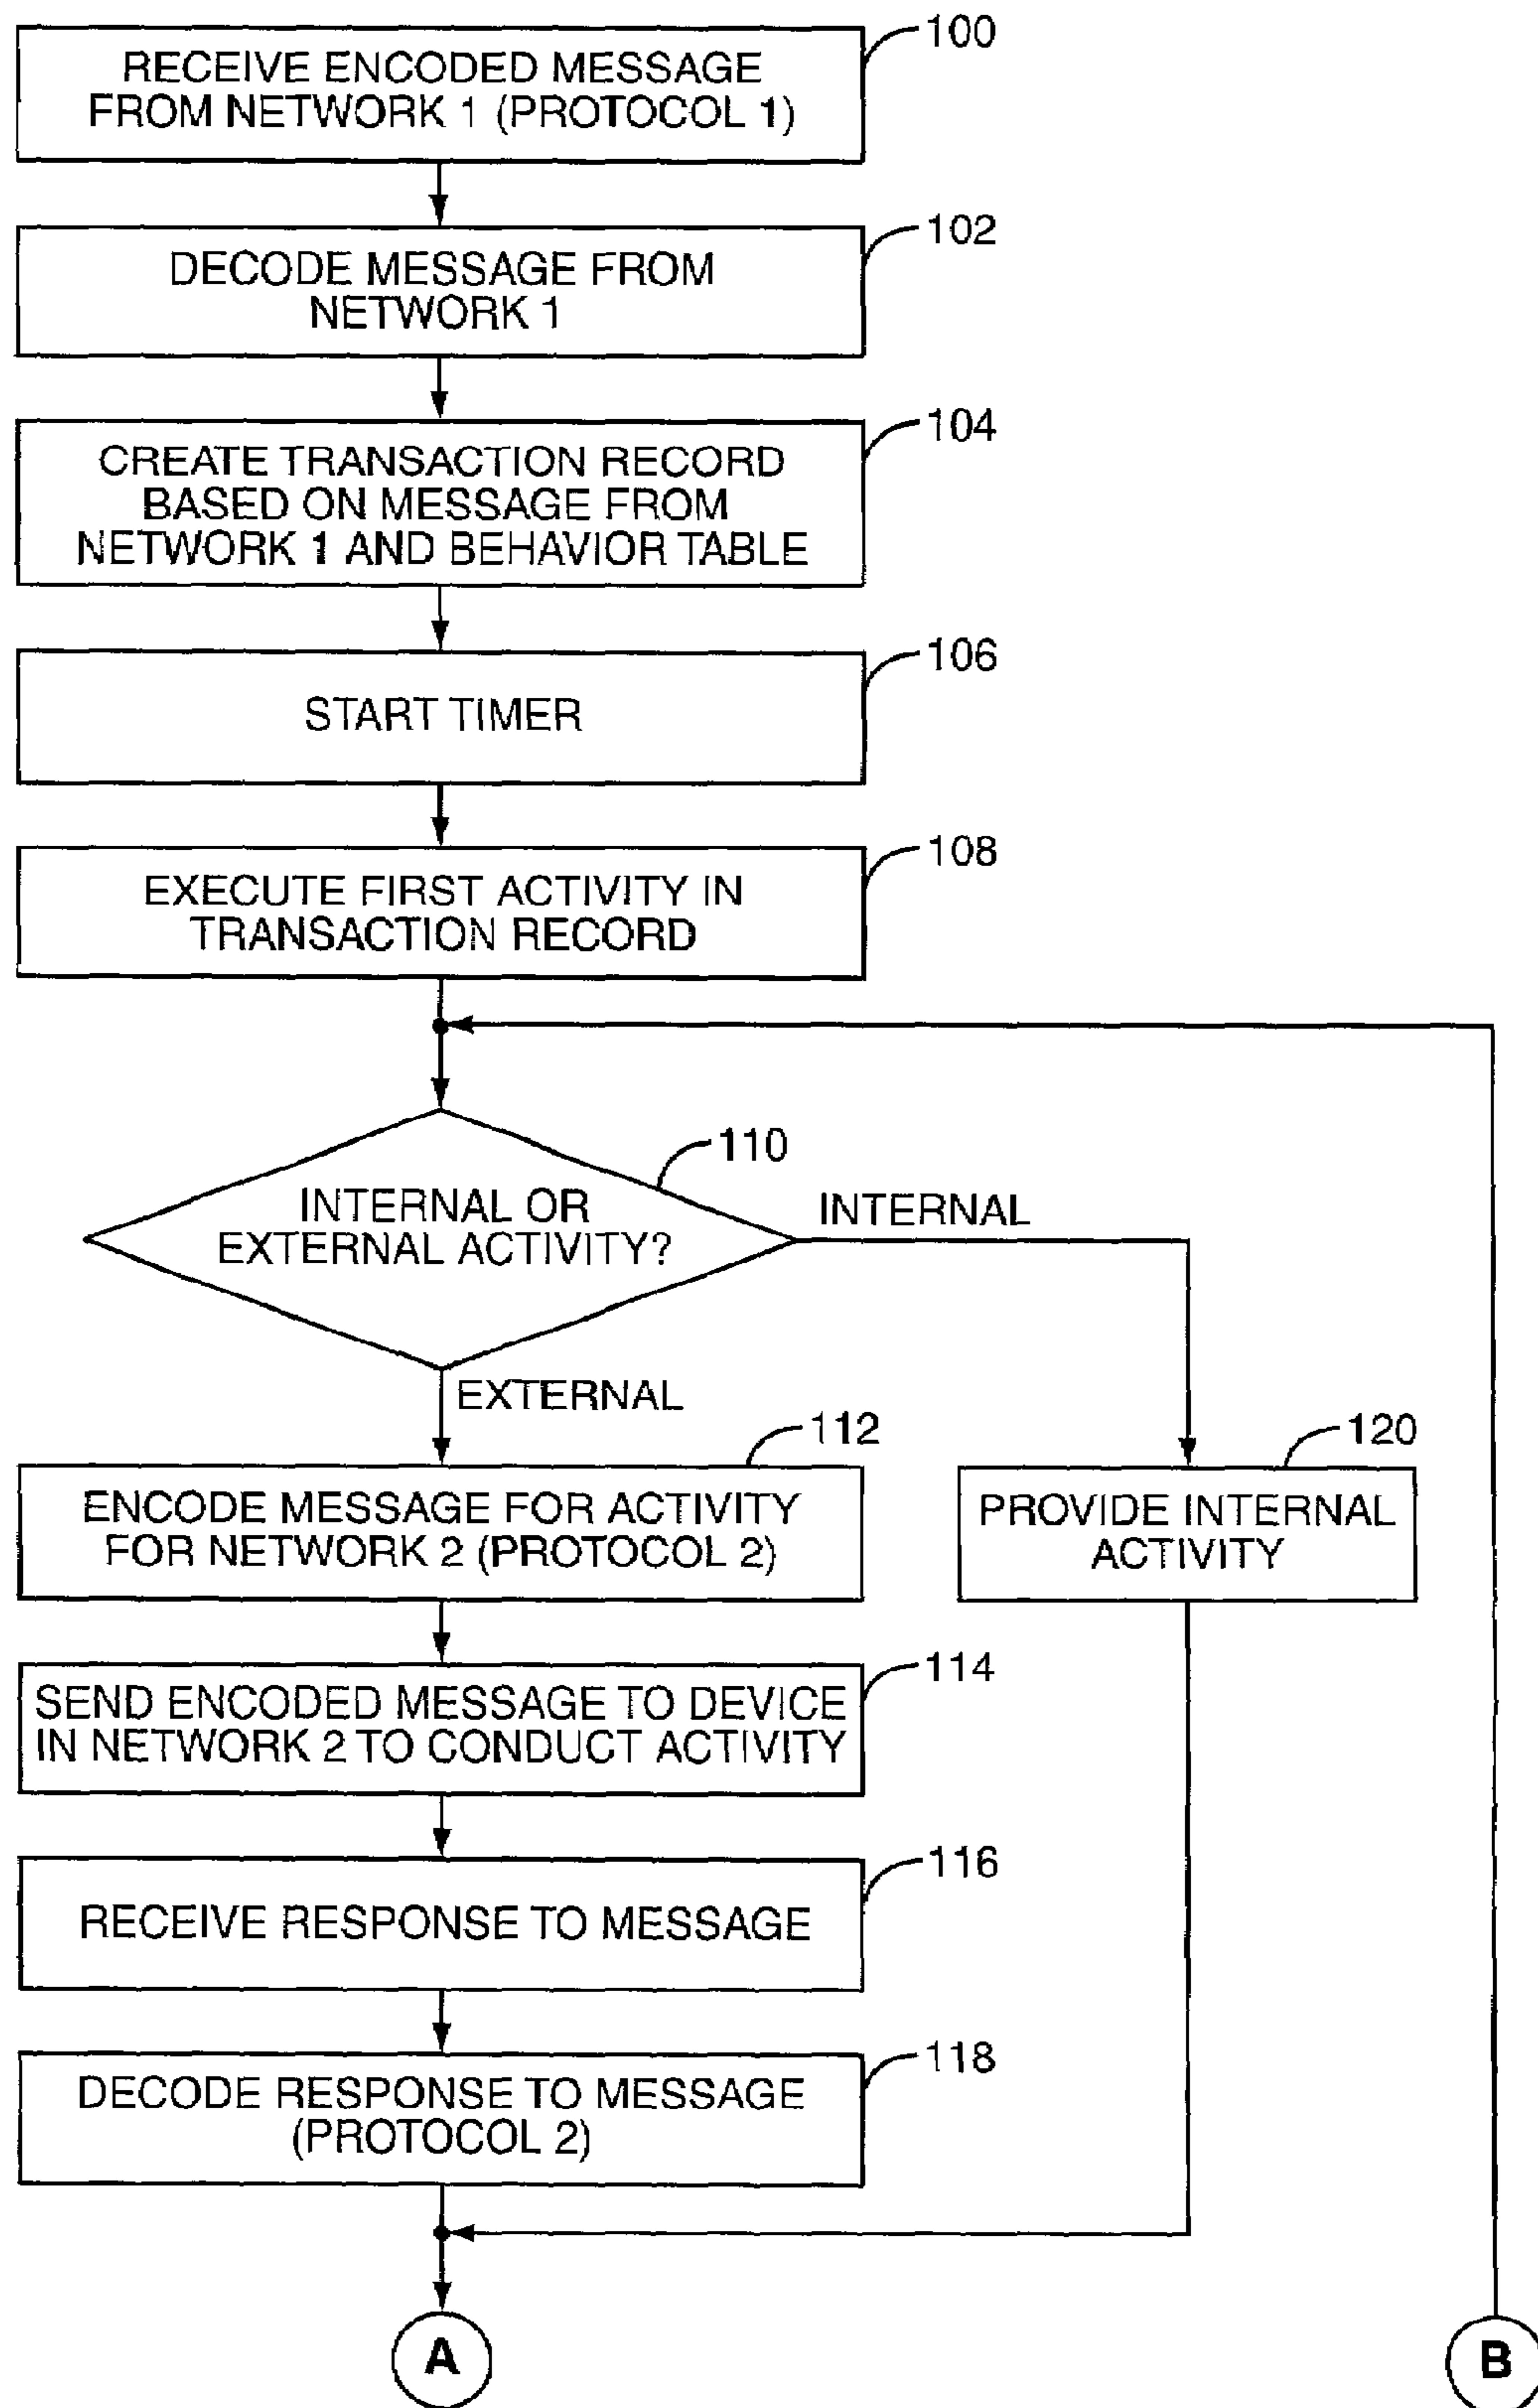 100
RECEIVE ENCODED MESSAGE
FROM NETWORK 1 (PROTOCOL 1)
102
DECODE MESSAGE FROM
NETWORK 1
104
CREATE TRANSACTION RECORD
BASED ON MESSAGE FROM
NETWORK 1 AND BEHAVIOR TABLE
106
START TIMER
108
EXECUTE FIRST ACTIVITY IN
TRANSACTION RECORD
110
INTERNAL OR
EXTERNAL ACTIVITY?
INTERNAL
EXTERNAL
112
ENCODE MESSAGE FOR ACTIVITY
FOR NETWORK 2 (PROTOCOL 2)
120
PROVIDE INTERNAL
ACTIVITY
114
SEND ENCODED MESSAGE TO DEVICE
IN NETWORK 2 TO CONDUCT ACTIVITY
116
RECEIVE RESPONSE TO MESSAGE
118
DECODE RESPONSE TO MESSAGE
(PROTOCOL 2)
A
B